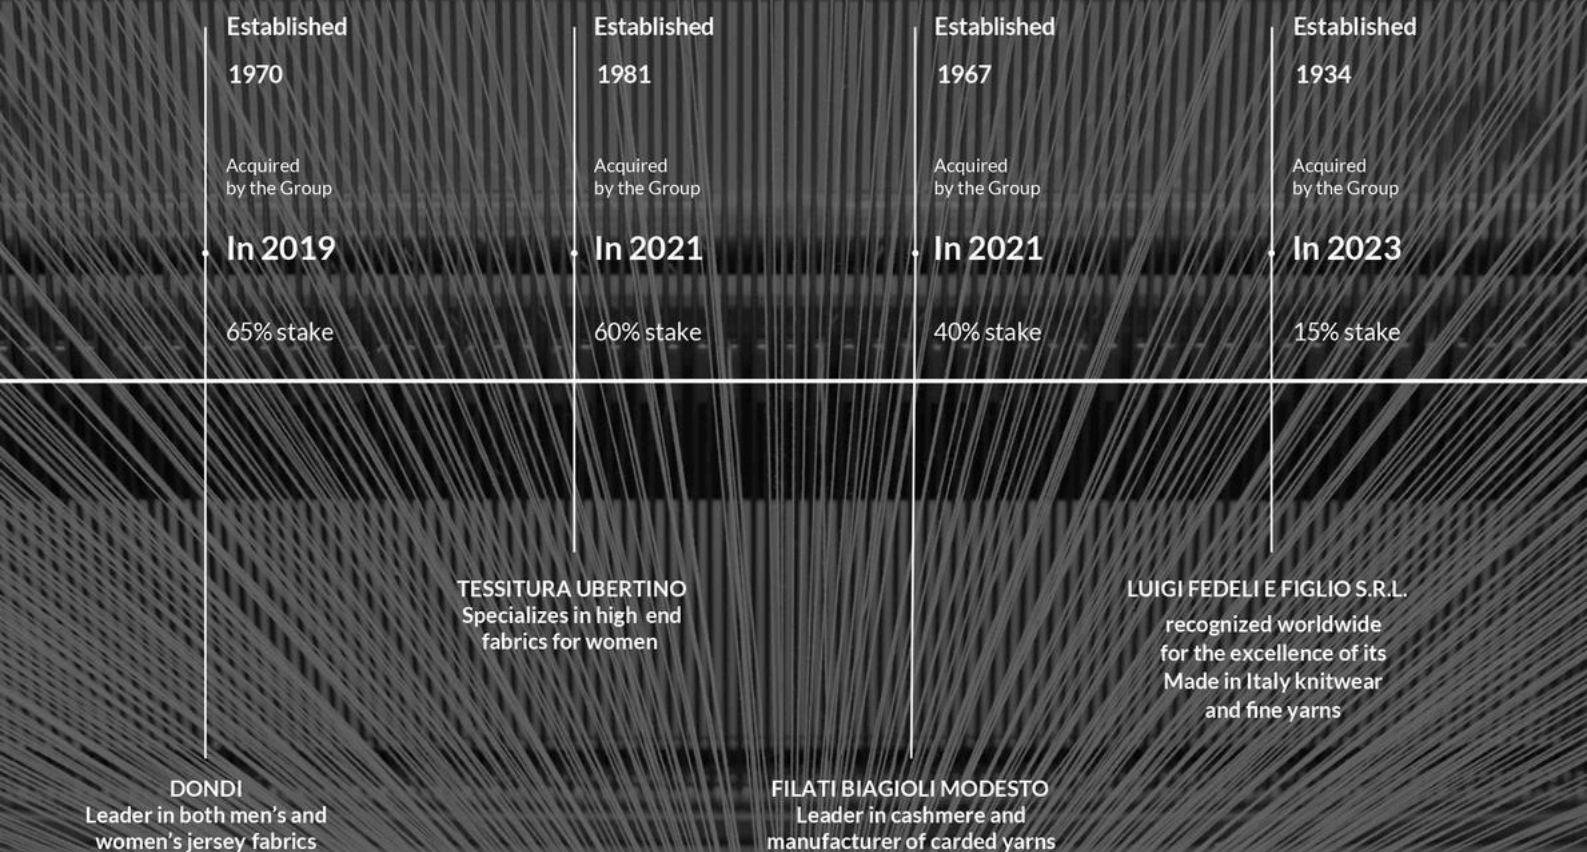 Established
1970
Acquired
by the Group
In 2019
65% stake
Established
1981
Acquired
by the Group
In 2021
60% stake
Established
1967
Acquired
by the Group
In 2021
40% stake
Established
1934
Acquired
by the Group
In 2023
15% stake
DONDI
Leader in both men’s and
women’s jersey fabrics
TESSITURA UBERTINO
Specializes in high end
fabrics for women
FILATI BIAGIOLI MODESTO
Leader in cashmere and
manufacturer of carded yarns
LUIGI FEDELI E FIGLIO S.R.L.
recognized worldwide
for the excellence of its
Made in Italy knitwear
and fine yarns